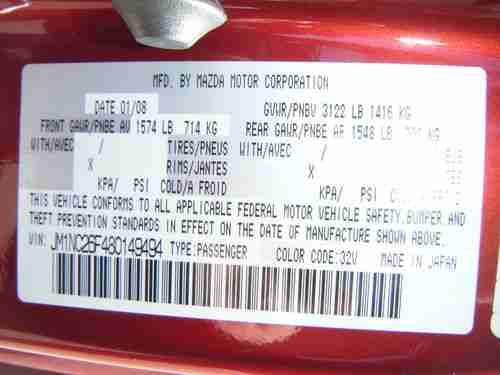 MFD. BY MAZDA MOTOR CORPORATION
DATE 01/08 GVWR/PNBV 3122 LB 1416 KG
FRONT GAWR/PNBE AV 1574 LB 714 KG REAR GAWR/PNBE AR 1548 LB KG
WITH/AVEC / TIRES/PNEUS WITH/AVEC /
X RIMS/JANTES X
KPA/ PSI COLD/A FROID KPA/ PSI
THIS VEHICLE CONFORMS TO ALL APPLICABLE FEDERAL MOTOR VEHICLE SAFETY, BUMPER, AND
THEFT PREVENTION STANDARDS IN EFFECT ON THE DATE OF MANUFACTURE SHOWN ABOVE.
VIN: JM1NC25F480149494 TYPE:PASSENGER COLOR CODE:32V MADE IN JAPAN